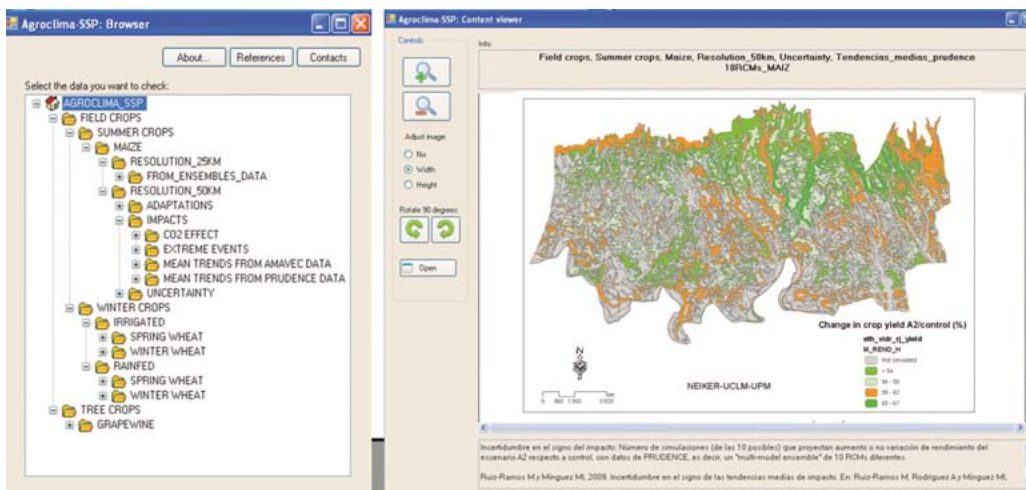 Agroclima-SSP: Browser
About...
References
Contacts
Select the data you want to check:
AGROCLIMA_SSP
FIELD CROPS
SUMMER CROPS
MAIZE
RESOLUTION_25KM
FROM_ENSEMBLES_DATA
RESOLUTION_50KM
ADAPTATIONS
IMPACTS
CO2 EFFECT
EXTREME EVENTS
MEAN TRENDS FROM AMAVEC DATA
MEAN TRENDS FROM PRUDENCE DATA
UNCERTAINTY
WINTER CROPS
IRRIGATED
SPRING WHEAT
WINTER WHEAT
RAINFED
SPRING WHEAT
WINTER WHEAT
TREE CROPS
GRAPEWINE
Agroclima-SSP: Content viewer
Controls
Adjust image
No
Width
Height
Rotate 90 degrees
Open
Info
Field crops, Summer crops, Maize, Resolution_50km, Uncertainty, Tendencias_medias_prudence
10RCMs_MAIZ
Change in crop yield A2/control (%)
M_REND_H
Not simulated
N
NEIKER-UCLM-UPM
Incertidumbre en el signo del impacto: Número de simulaciones (de las 10 posibles) que proyectan aumento o no variación de rendimiento del
escenario A2 respecto a control, con datos de PRUDENCE, es decir, un "multi-model ensemble" de 10 RCMs diferentes.
Ruiz-Ramos M y Mínguez MI. 2009. Incertidumbre en el signo de las tendencias medias de impacto. En: Ruiz-Ramos M, Rodríguez A y Mínguez MI.